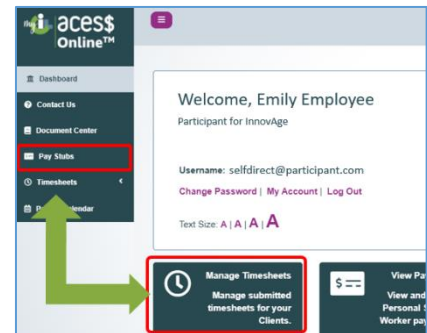 my aces$
Online™
Dashboard
Contact Us
Document Center
Pay Stubs
Timesheets
Welcome, Emily Employee
Participant for InnovAge
Username: selfdirect@participant.com
Change Password | My Account | Log Out
Text Size: A | A | A | A
Manage Timesheets
Manage submitted
timesheets for your
Clients.
View Pa
View and
Personal S
Worker pay